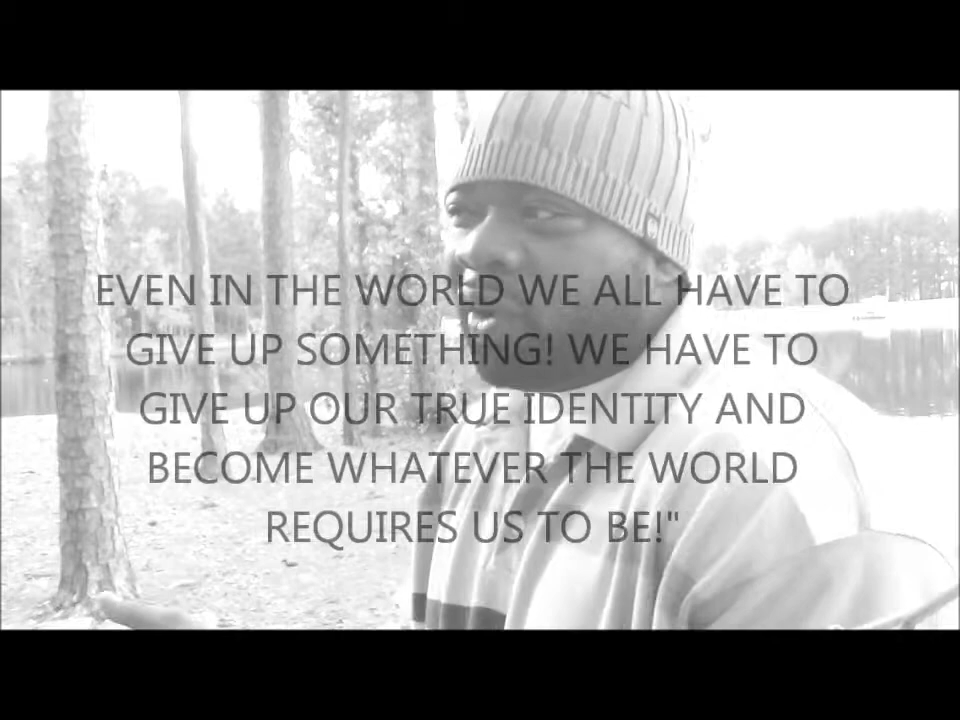 EVEN IN THE WORLD WE ALL HAVE TO
GIVE UP SOMETHING! WE HAVE TO
GIVE UP OUR TRUE IDENTITY AND
BECOME WHATEVER THE WORLD
REQUIRES US TO BE!"